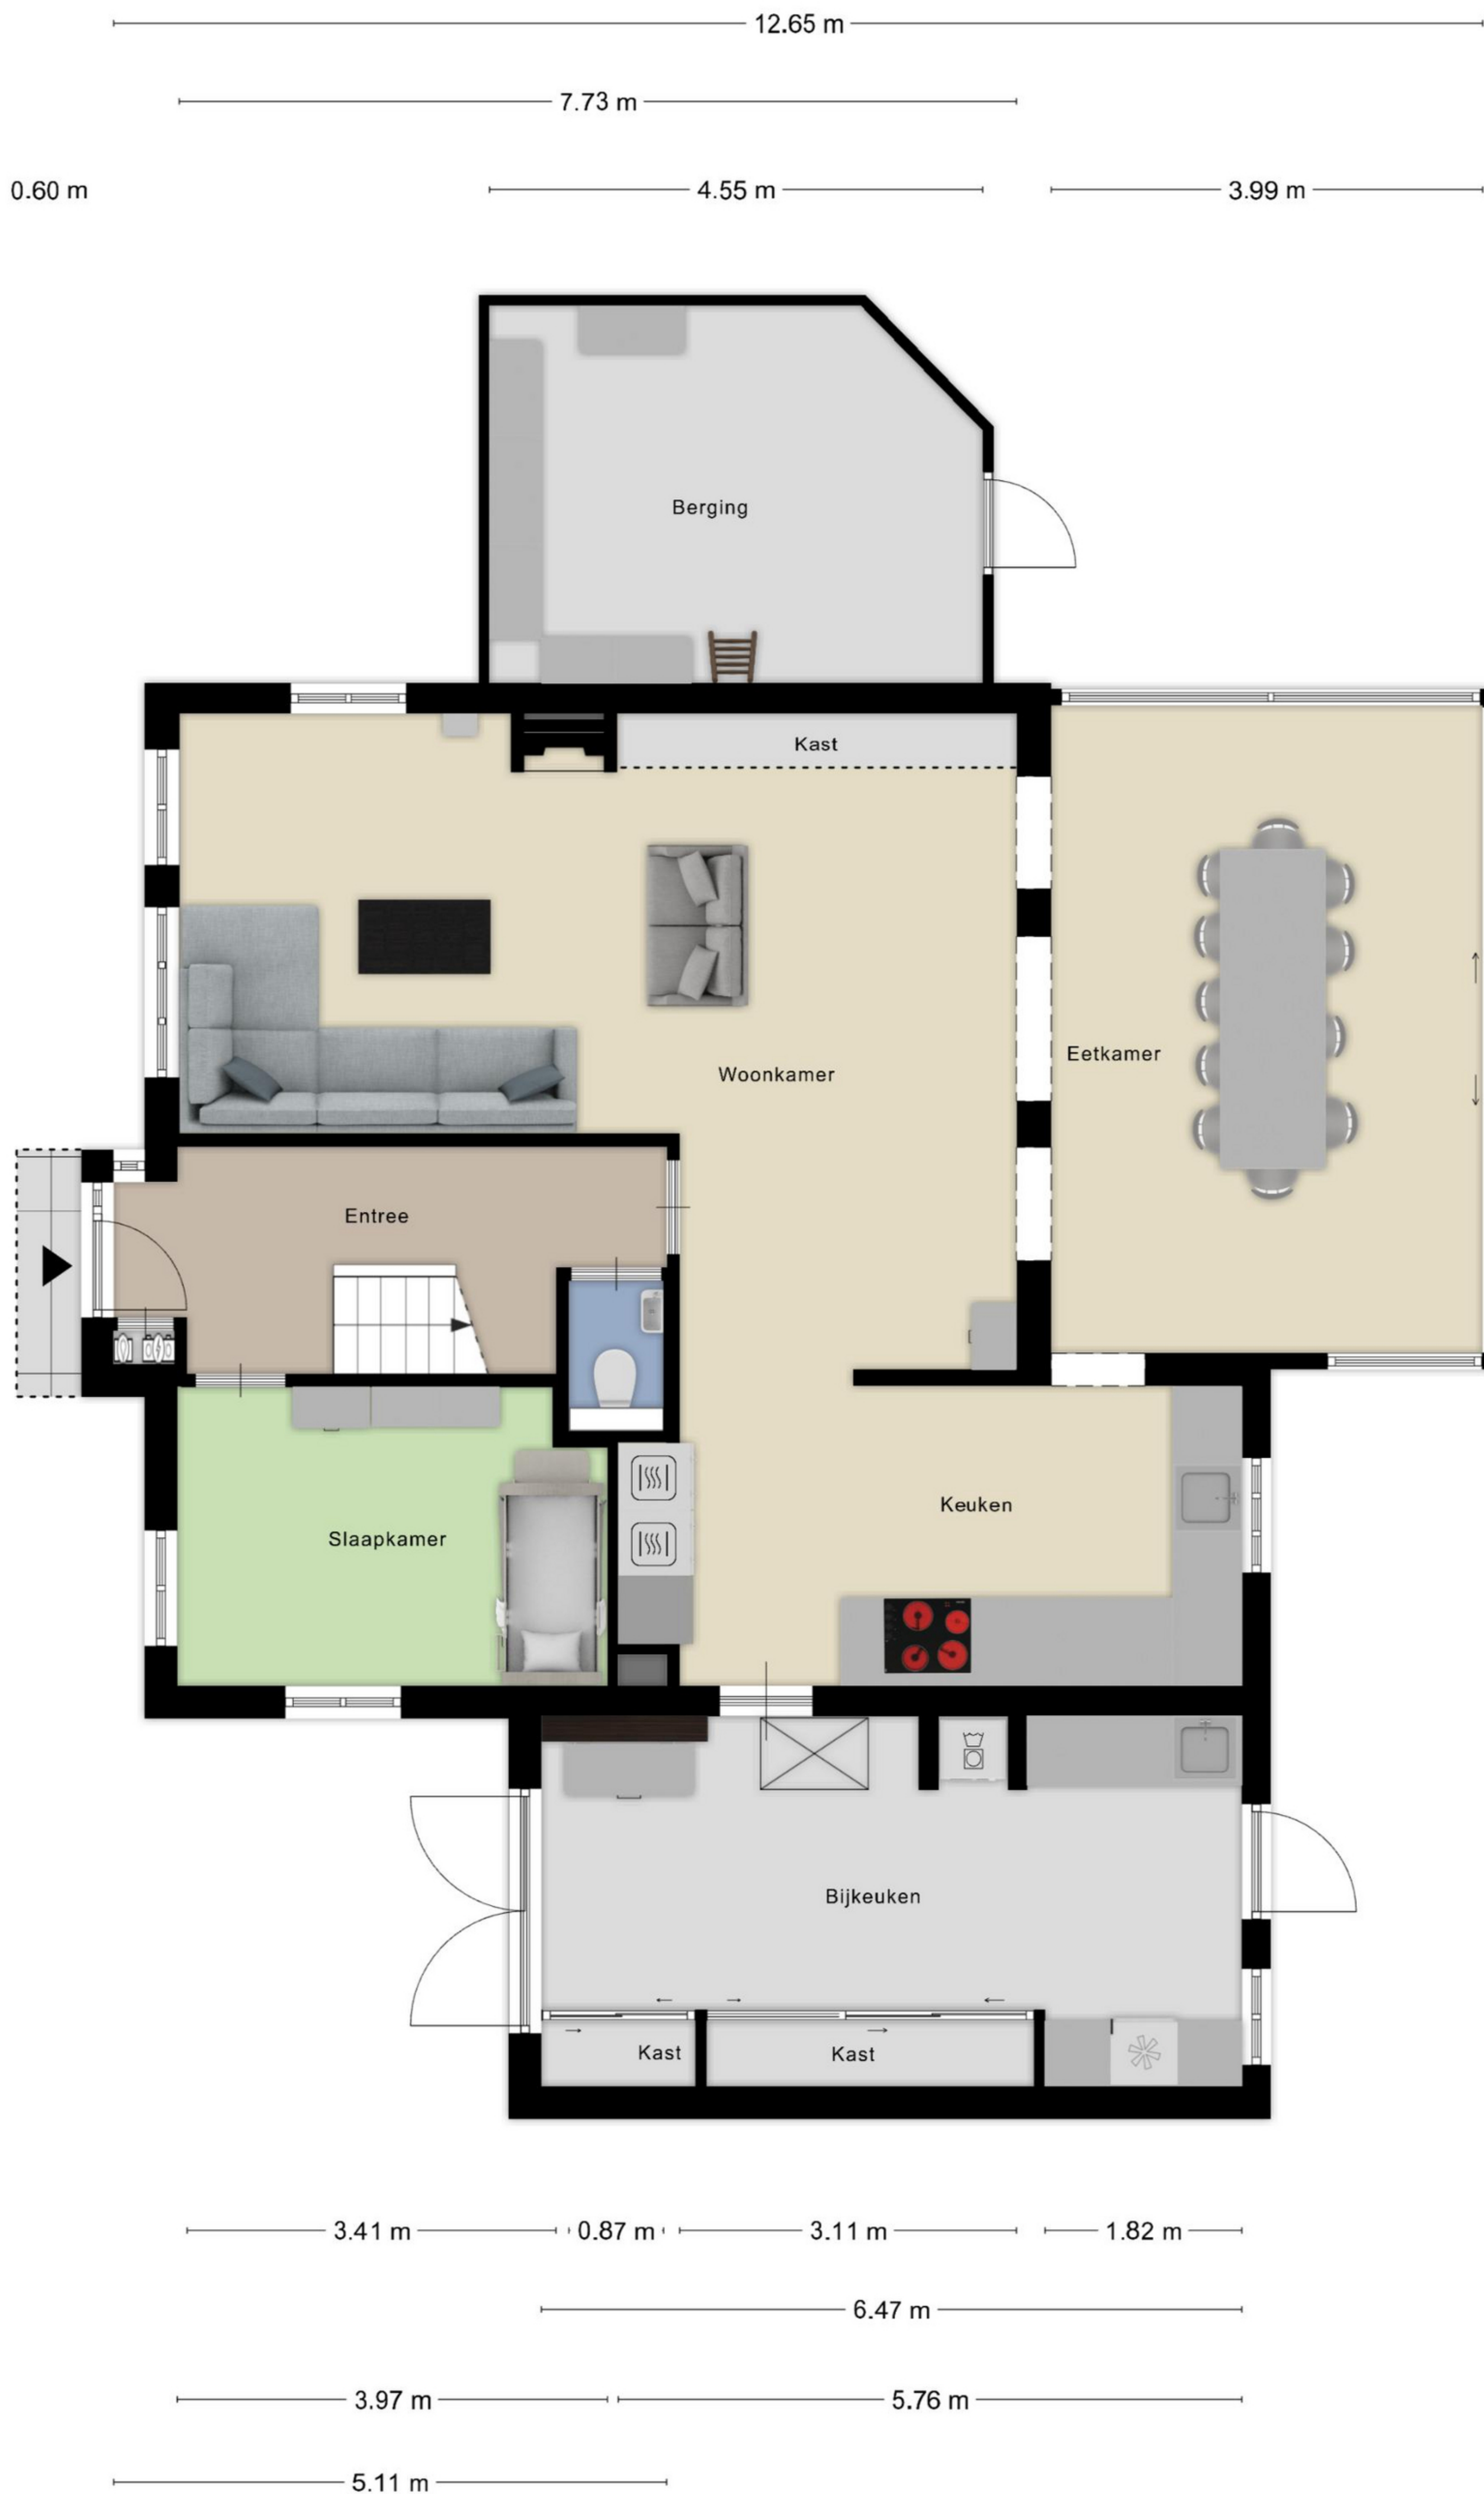 12.65 m
7.73 m
0.60 m
4.55 m
3.99 m
Berging
Kast
Woonkamer
Eetkamer
Entree
Keuken
Slaapkamer
Bijkeuken
Kast
Kast
3.41 m
0.87 m
3.11 m
1.82 m
6.47 m
3.97 m
5.76 m
5.11 m